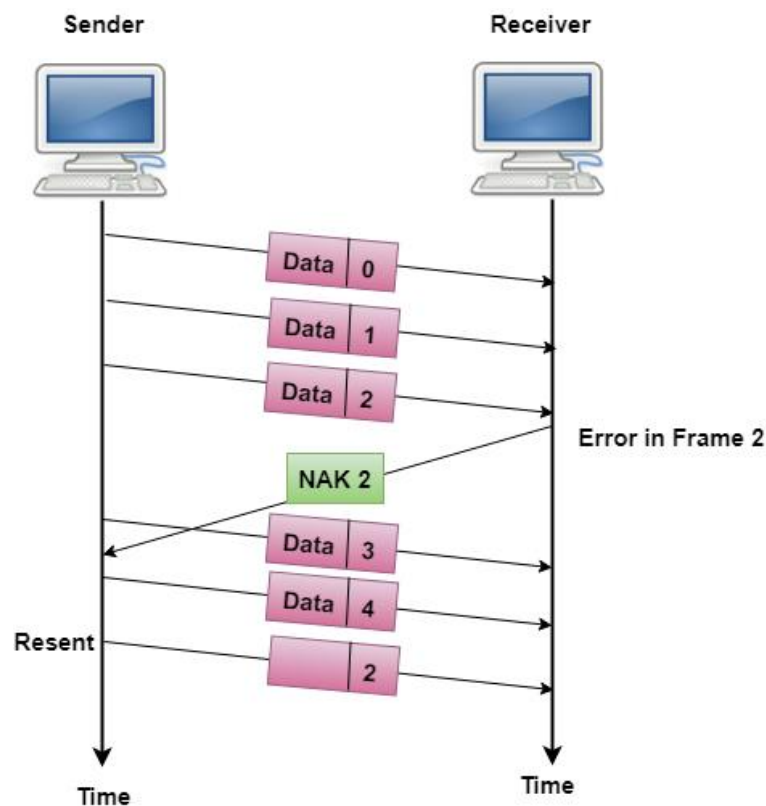 Sender
Receiver
Data 0
Data 1
Data 2
Error in Frame 2
NAK 2
Data 3
Data 4
Resent
2
Time
Time